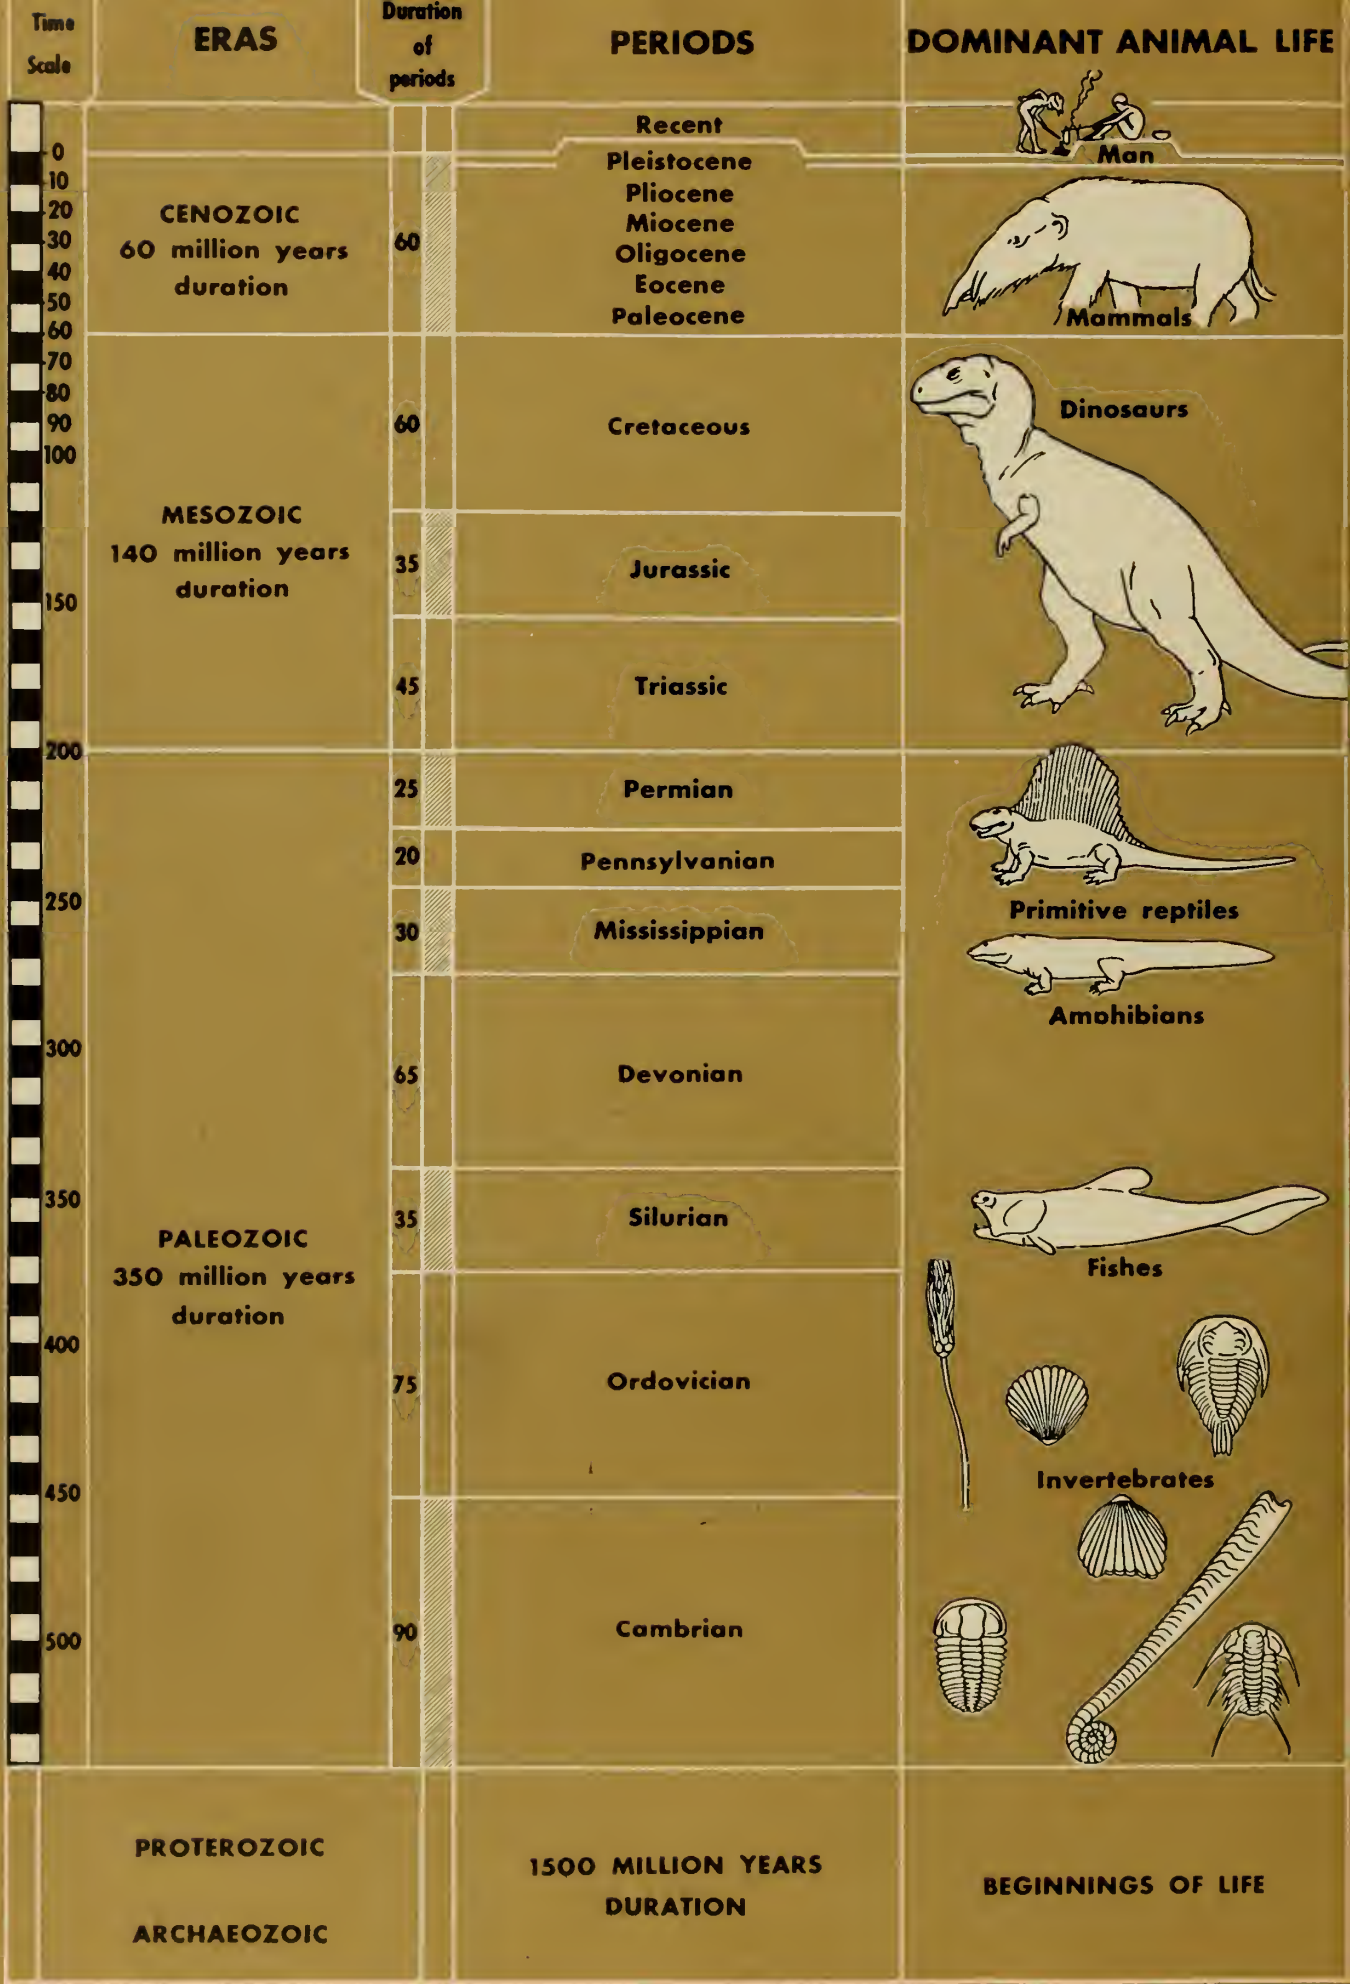 Time
Scale
ERAS
Duration
of
periods
PERIODS
DOMINANT ANIMAL LIFE
Recent
Man
0
10
20
30
40
50
60
70
80
90
100
150
200
250
300
350
400
450
500
CENOZOIC
60 million years
duration
60
Pleistocene
Pliocene
Miocene
Oligocene
Eocene
Paleocene
Mammals
MESOZOIC
140 million years
duration
60
Cretaceous
Dinosaurs
35
Jurassic
45
Triassic
PALEOZOIC
350 million years
duration
25
Permian
20
Pennsylvanian
30
Mississippian
Primitive reptiles
Amphibians
65
Devonian
35
Silurian
Fishes
75
Ordovician
Invertebrates
90
Cambrian
PROTEROZOIC
ARCHAEOZOIC
1500 MILLION YEARS
DURATION
BEGINNINGS OF LIFE